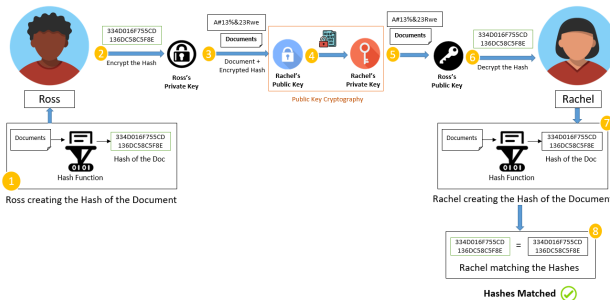 334D016F755CD
136DC58C5F8E
2
Encrypt the Hash
Ross's
Private Key
3
A#13%&23Rwe
Documents
Document +
Encrypted Hash
Rachel's
Public Key
4
Rachel's
Private Key
Public Key Cryptography
5
A#13%&23Rwe
Documents
Ross's
Public Key
6
334D016F755CD
136DC58C5F8E
Decrypt the Hash
Ross
Rachel
1
Documents
0101
Hash Function
334D016F755CD
136DC58C5F8E
Hash of the Doc
Ross creating the Hash of the Document
7
Documents
0101
Hash Function
334D016F755CD
136DC58C5F8E
Hash of the Doc
Rachel creating the Hash of the Document
8
334D016F755CD
136DC58C5F8E
=
334D016F755CD
136DC58C5F8E
Rachel matching the Hashes
Hashes Matched